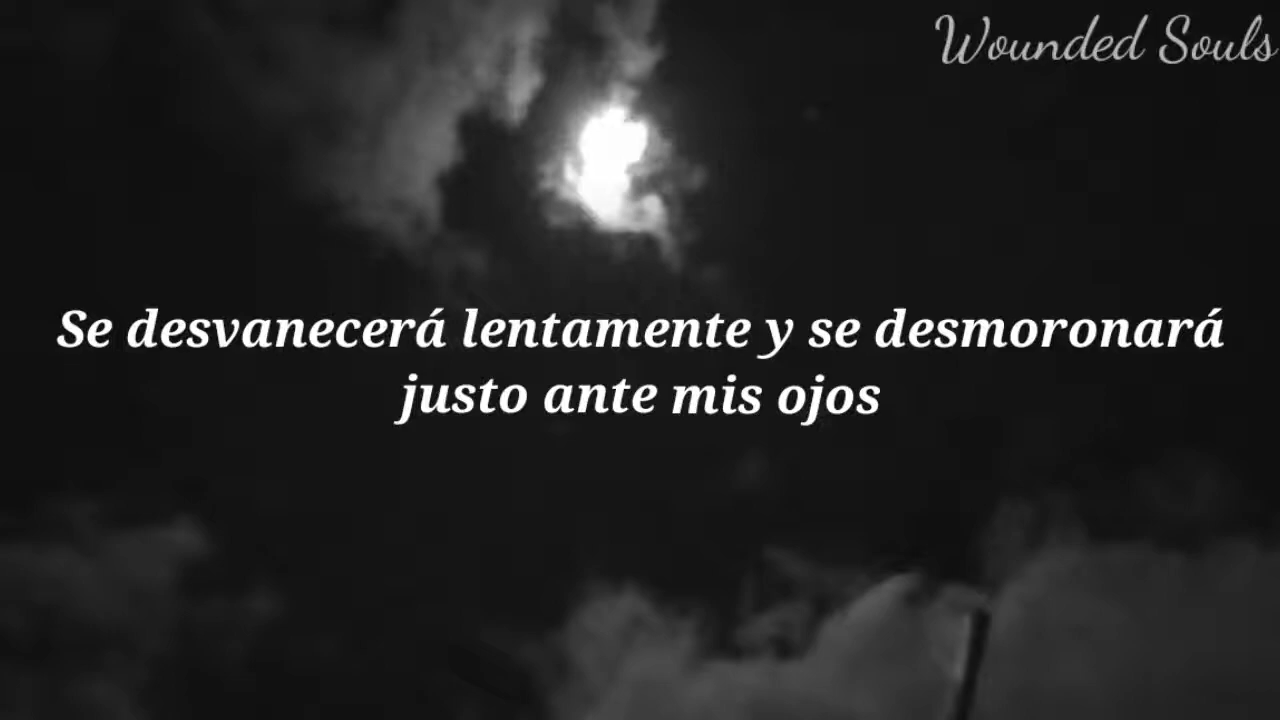 Wounded Souls
Se desvanecerá lentamente y se desmoronará
justo ante mis ojos